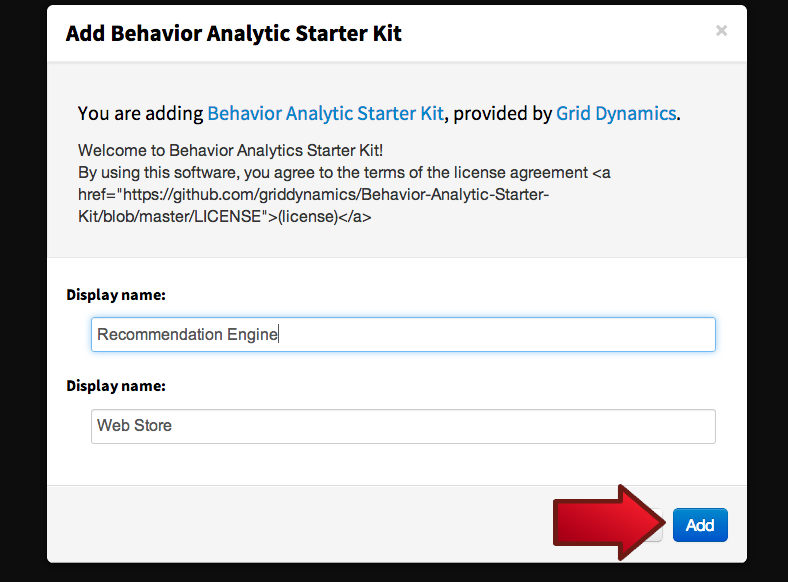 Add Behavior Analytic Starter Kit
×
You are adding Behavior Analytic Starter Kit, provided by Grid Dynamics.
Welcome to Behavior Analytics Starter Kit!
By using this software, you agree to the terms of the license agreement <a
href="https://github.com/griddynamics/Behavior-Analytic-Starter-
Kit/blob/master/LICENSE">(license)</a>
Display name:
Recommendation Engine
Display name:
Web Store
Add